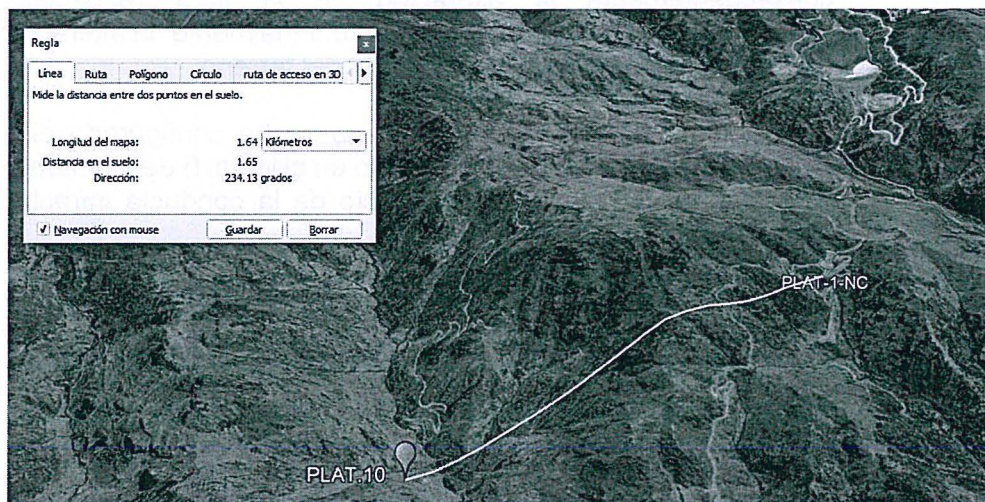 Regla
Línea Ruta Polígono Círculo ruta de acceso en 3D
Mide la distancia entre dos puntos en el suelo.
Longitud del mapa: 1.64 Kilómetros
Distancia en el suelo: 1.65
Dirección: 234.13 grados
Navegación con mouse Guardar Borrar
PLAT-1-NC
PLAT.10